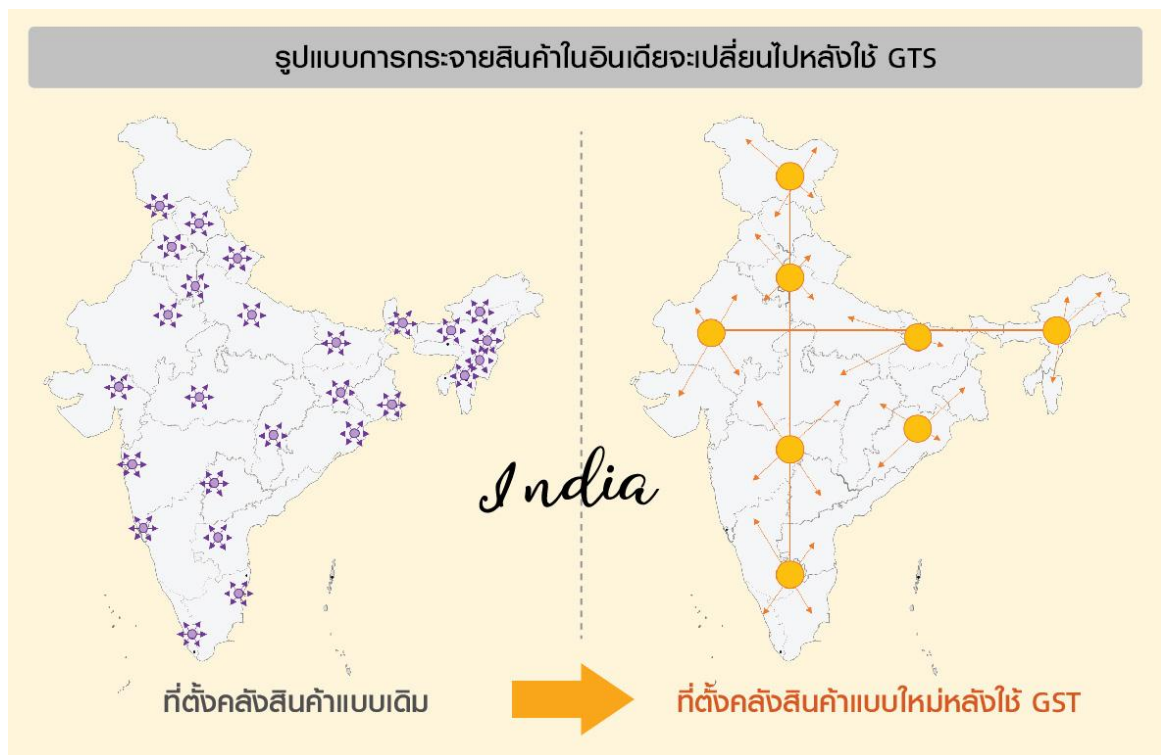 รูปแบบการกระจายสินค้าในอินเดียจะเปลี่ยนไปหลังใช้ GTS
India
ที่ตั้งคลังสินค้าแบบเดิม
ที่ตั้งคลังสินค้าแบบใหม่หลังใช้ GST